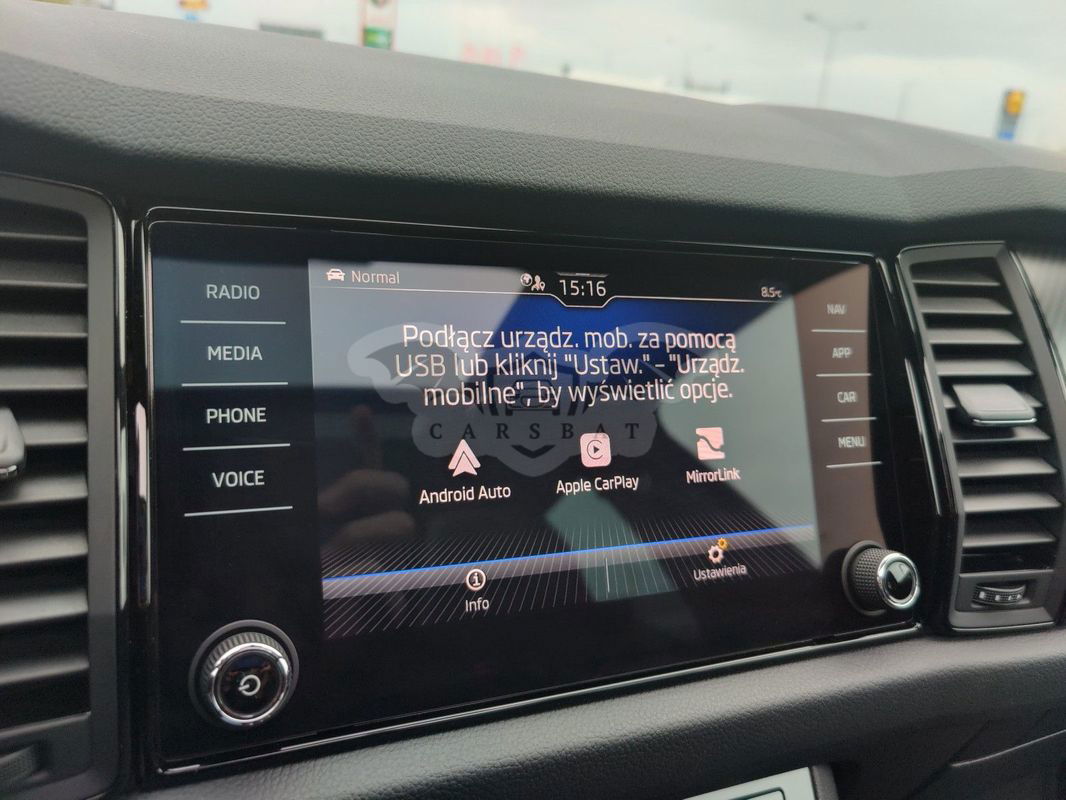 Normal
15:16
8.5°C
RADIO
MEDIA
PHONE
VOICE
Podłącz urządz. mob. za pomocą
USB lub kliknij "Ustaw."-"Urządz.
mobilne", by wyświetlić opcje.
CARSBAT
Android Auto
Apple CarPlay
MirrorLink
Info
Ustawienia
NAV
APP
CAR
MENU